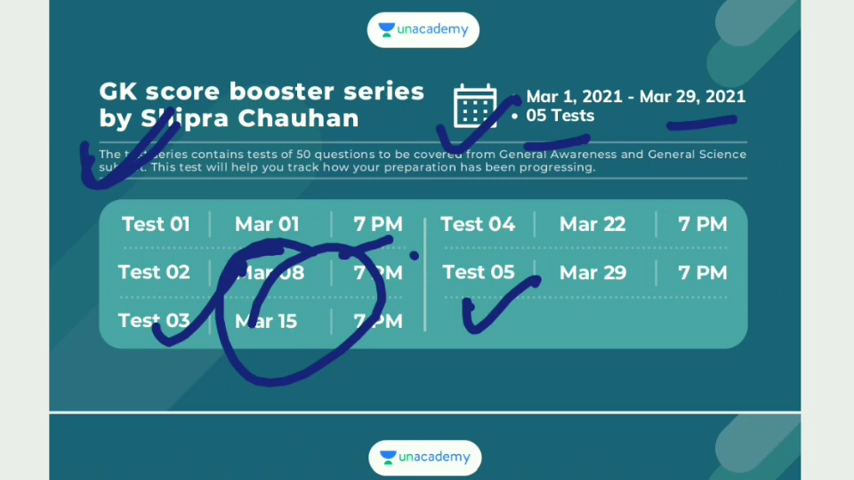 unacademy
GK score booster series
by Shipra Chauhan
• Mar 1, 2021 - Mar 29, 2021
• 05 Tests
The test series contains tests of 50 questions to be covered from General Awareness and General Science
subject. This test will help you track how your preparation has been progressing.
Test 01 Mar 01 7 PM
Test 02 Mar 08 7 PM
Test 03 Mar 15 7 PM
Test 04 Mar 22 7 PM
Test 05 Mar 29 7 PM
unacademy